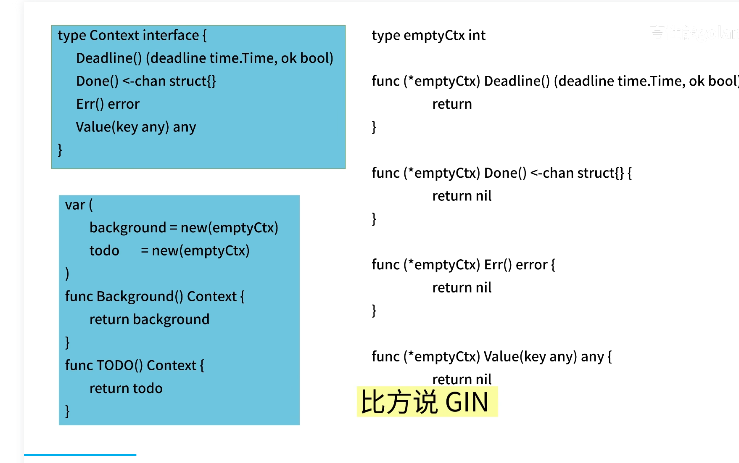 type Context interface {
Deadline() (deadline time.Time, ok bool)
Done() <-chan struct{}
Err() error
Value(key any) any
}
var (
background = new(emptyCtx)
todo = new(emptyCtx)
)
func Background() Context {
return background
}
func TODO() Context {
return todo
}
type emptyCtx int
func (*emptyCtx) Deadline() (deadline time.Time, ok bool)
return
}
func (*emptyCtx) Done() <-chan struct{} {
return nil
}
func (*emptyCtx) Err() error {
return nil
}
func (*emptyCtx) Value(key any) any {
return nil
比方说 GIN